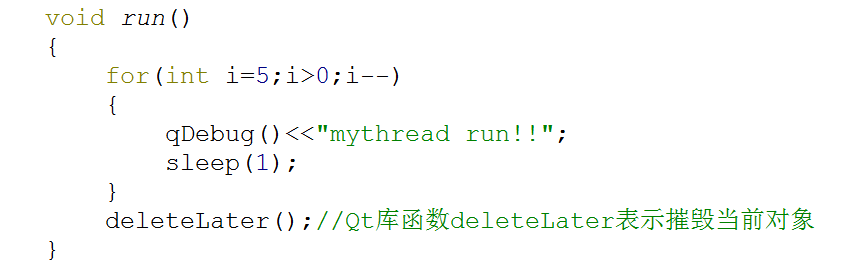 void run()
{
    for(int i=5;i>0;i--)
    {
        qDebug()<<"mythread run!!";
        sleep(1);
    }
    deleteLater();//Qt库函数deleteLater表示摧毁当前对象
}